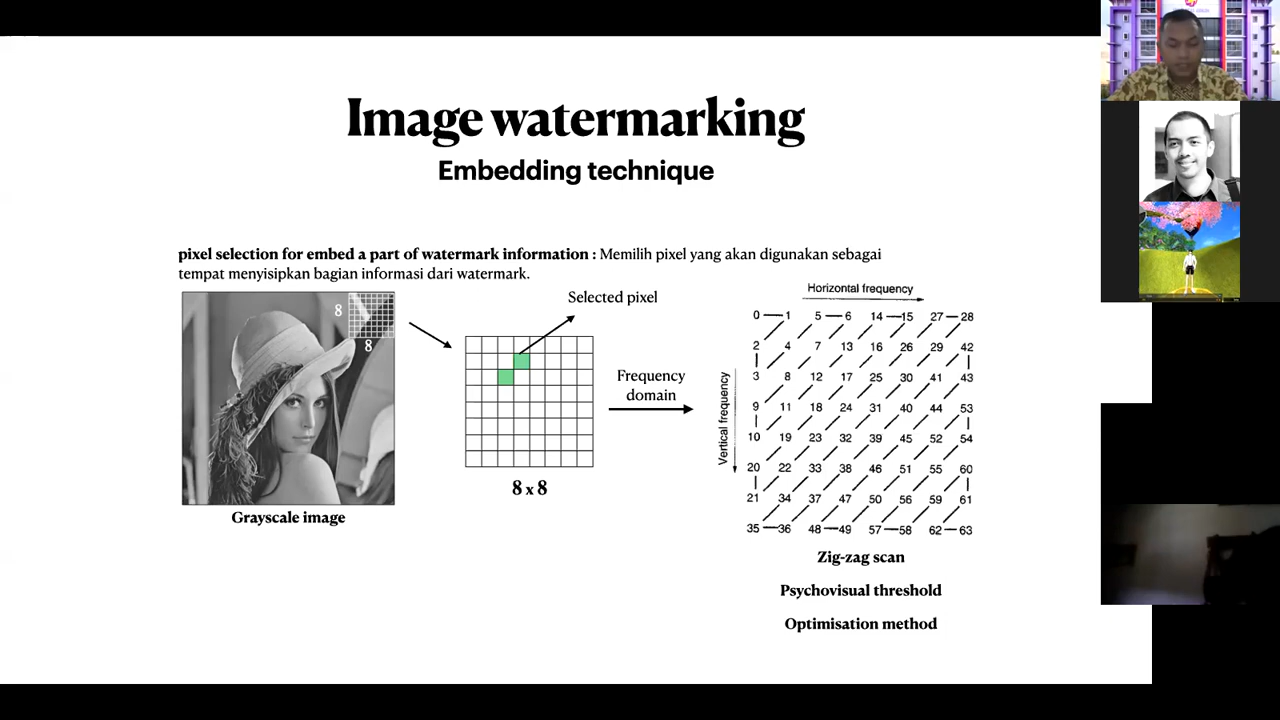 Image watermarking
Embedding technique
pixel selection for embed a part of watermark information : Memilih pixel yang akan digunakan sebagai
tempat menyisipkan bagian informasi dari watermark.
8
8
Grayscale image
Selected pixel
8 x 8
Frequency
domain
Horizontal frequency
Vertical frequency
0 1 5 6 14 15 27 28
2 4 7 13 16 26 29 42
3 8 12 17 25 30 41 43
9 11 18 24 31 40 44 53
10 19 23 32 39 45 52 54
20 22 33 38 46 51 55 60
21 34 37 47 50 56 59 61
35 36 48 49 57 58 62 63
Zig-zag scan
Psychovisual threshold
Optimisation method